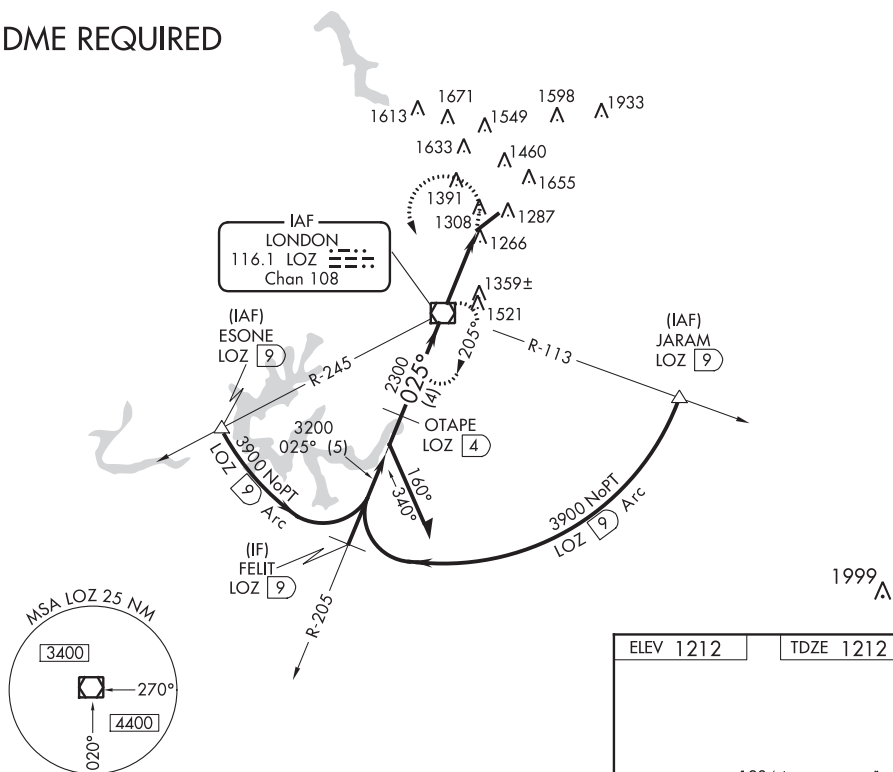 DME REQUIRED
1613
1671
1549
1598
1933
1633
1460
1655
1391
1308
1287
1266
IAF
LONDON
116.1 LOZ
Chan 108
1359±
1521
(IAF)
ESONE
LOZ 9
R-245
205°
R-113
(IAF)
JARAM
LOZ 9
2300
025°
(4)
OTAPE
LOZ 4
3200
025° (5)
3900 NoPT
LOZ 9 Arc
160°
340°
3900 NoPT
LOZ 9 Arc
(IF)
FELIT
LOZ 9
R-205
1999
MSA LOZ 25 NM
3400
270°
4400
020°
ELEV 1212
TDZE 1212